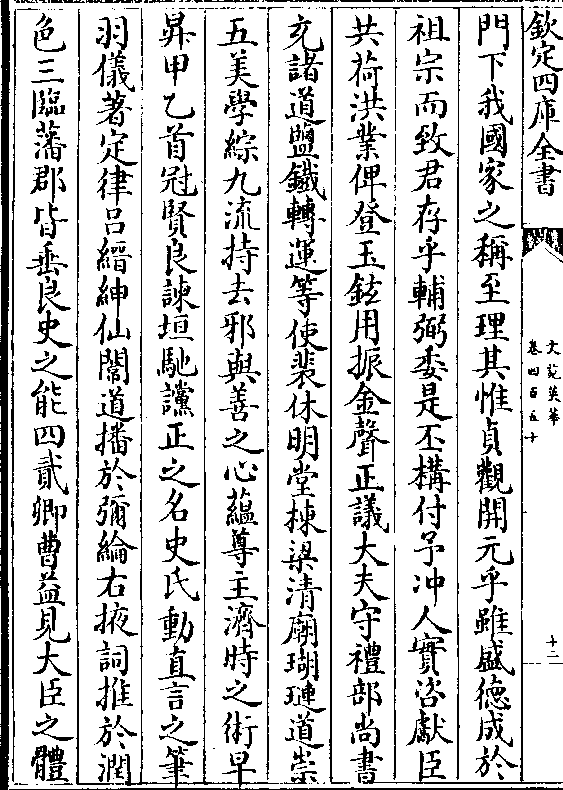 欽定四庫全書
文苑英華
卷四百五十
十二
門下我國家之稱至理其惟貞觀開元乎雖盛德成於
祖宗而致君存乎輔弼委是丕構付予沖人實咨獻臣
共荷洪業俾登玉鉉用振金聲正議大夫守禮部尚書
充諸道鹽鐵轉運等使裴休明堂棟梁清廟瑚璉道崇
五美學綜九流持去邪與善之心蘊尊主濟時之術早
昇甲乙首冠賢良諫垣馳讜正之名史氏動直言之筆
羽儀著定律呂縉紳仙閣道播於彌綸右掖詞推於潤
色三臨藩郡皆垂良史之能四貳卿曹益見大臣之體